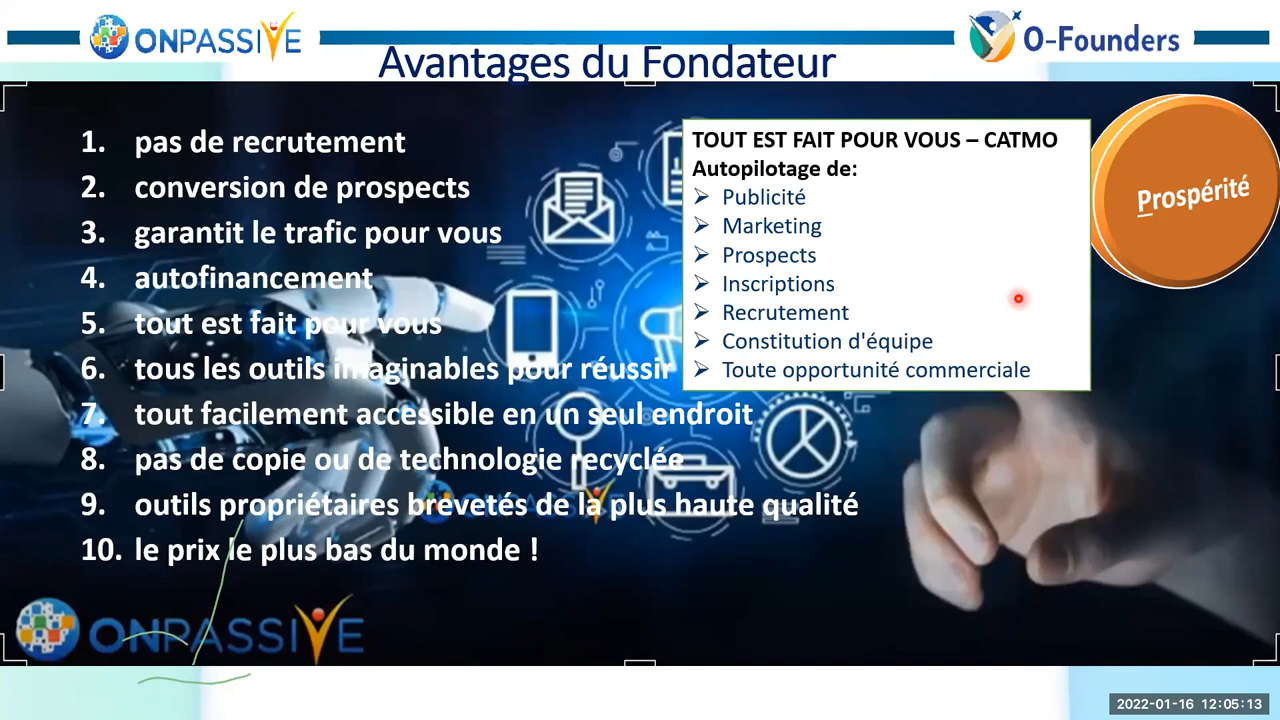 ONPASSIVE
O-Founders
Avantages du Fondateur
1. pas de recrutement
2. conversion de prospects
3. garantit le trafic pour vous
4. autofinancement
5. tout est fait pour vous
6. tous les outils imaginables pour réussir
7. tout facilement accessible en un seul endroit
8. pas de copie ou de technologie recyclée
9. outils propriétaires brevetés de la plus haute qualité
10. le prix le plus bas du monde !
TOUT EST FAIT POUR VOUS – CATMO
Autopilotage de:
Publicité
Marketing
Prospects
Inscriptions
Recrutement
Constitution d'équipe
Toute opportunité commerciale
Prospérité
ONPASSIVE
ONPASSIVE
2022-01-16 12:05:13